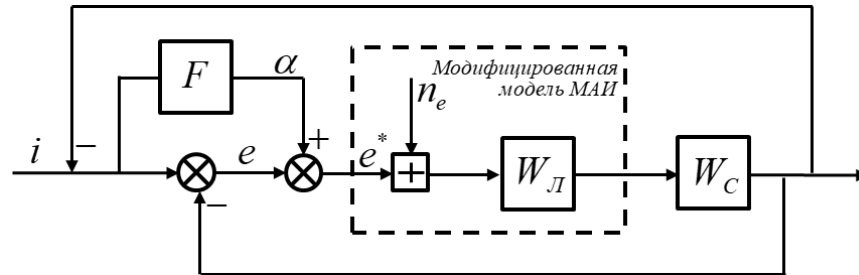 F
α
Модифицированная
модель МАИ
n_e
i
−
e
+
e*
+
W_Л
W_C
−